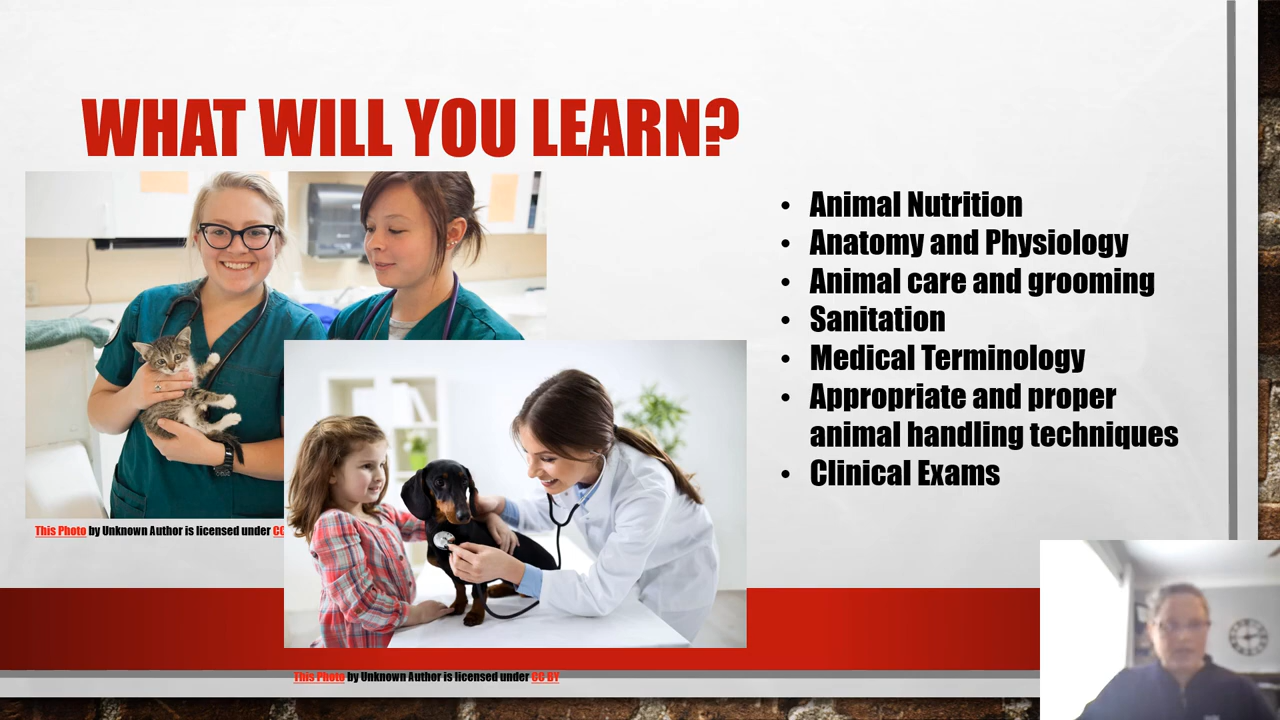 WHAT WILL YOU LEARN?
• Animal Nutrition
• Anatomy and Physiology
• Animal care and grooming
• Sanitation
• Medical Terminology
• Appropriate and proper
animal handling techniques
• Clinical Exams
This Photo by Unknown Author is licensed under CC
This Photo by Unknown Author is licensed under CC BY